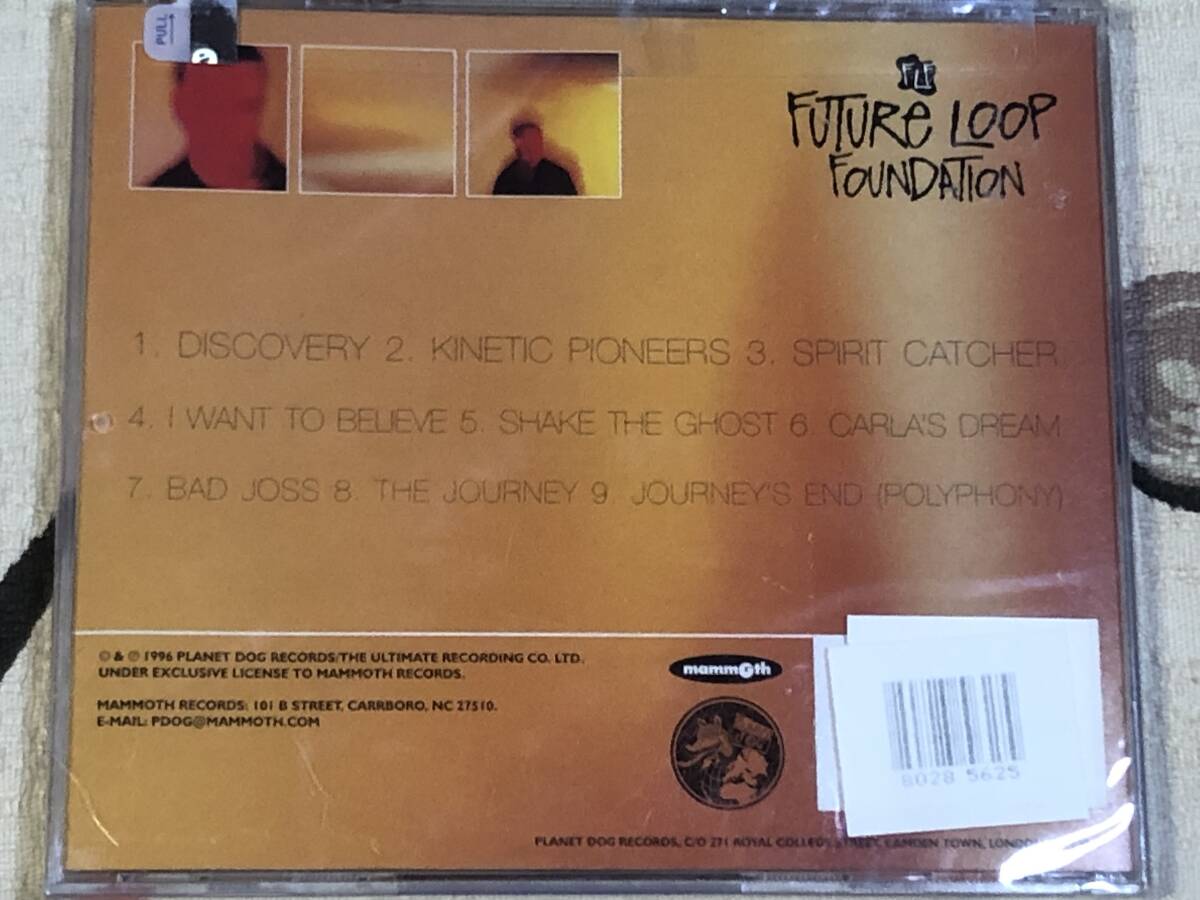 PULL
FLF
FUTURE LOOP
FOUNDATION
1. DISCOVERY 2. KINETIC PIONEERS 3. SPIRIT CATCHER
4. I WANT TO BELIEVE 5. SHAKE THE GHOST 6. CARLA'S DREAM
7. BAD JOSS 8. THE JOURNEY 9 JOURNEY'S END (POLYPHONY)
© & ℗ 1996 PLANET DOG RECORDS/THE ULTIMATE RECORDING CO. LTD.
UNDER EXCLUSIVE LICENSE TO MAMMOTH RECORDS.
MAMMOTH RECORDS: 101 B STREET, CARRBORO, NC 27510.
E-MAIL: PDOG@MAMMOTH.COM
mammoth
8028 5625
PLANET DOG RECORDS, C/O 271 ROYAL COLLEGE STREET, CAMDEN TOWN, LONDON